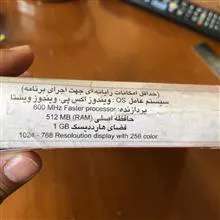 (حداقل امکانات رایانه‌ای جهت اجرای برنامه)
سیستم عامل OS : ویندوز اکس پی، ویندوز ویستا
پردازنده: 600 MHz Faster processor
حافظه اصلی (RAM) 512 MB
فضای هارددیسک 1 GB
1024 - 768 Resoloution display with 256 color